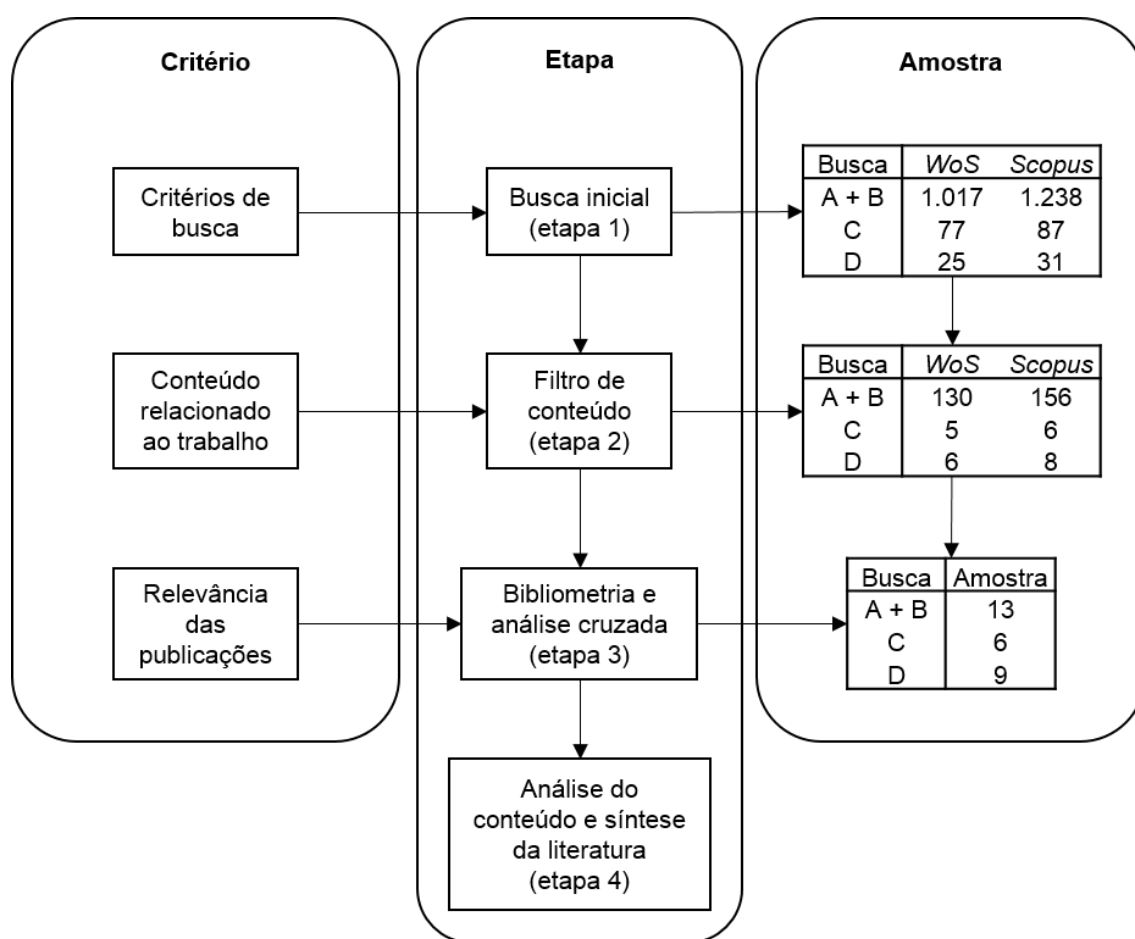 Critério
Etapa
Amostra
Critérios de
busca
Busca inicial
(etapa 1)
Busca WoS Scopus
A + B 1.017 1.238
C 77 87
D 25 31
Conteúdo
relacionado
ao trabalho
Filtro de
conteúdo
(etapa 2)
Busca WoS Scopus
A + B 130 156
C 5 6
D 6 8
Relevância
das
publicações
Bibliometria e
análise cruzada
(etapa 3)
Busca Amostra
A + B 13
C 6
D 9
Análise do
conteúdo e síntese
da literatura
(etapa 4)